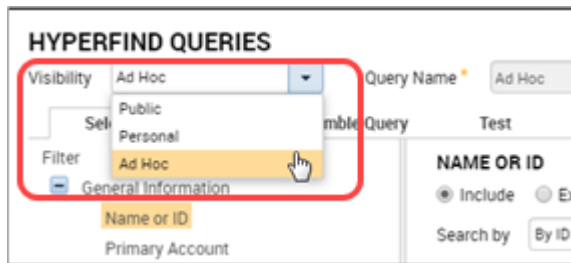 HYPERFIND QUERIES
Visibility Ad Hoc Query Name * Ad Hoc
Public
Personal
Ad Hoc
Sel mble Query Test
Filter
General Information
Name or ID
Primary Account
NAME OR ID
Include E
Search by By ID